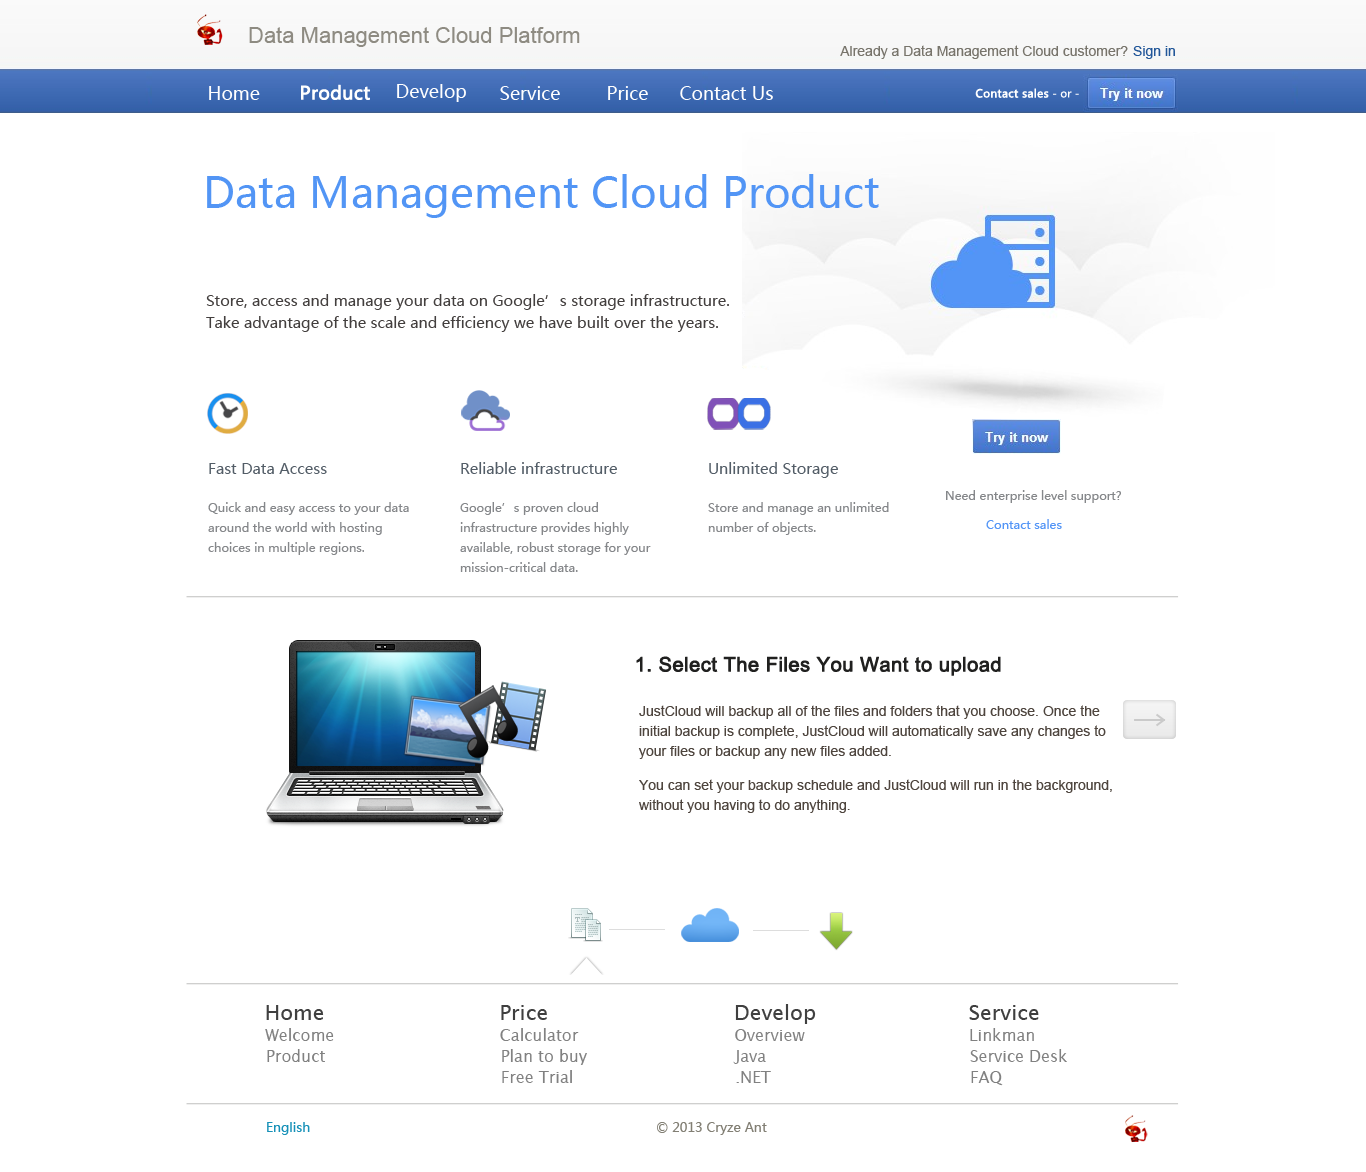 Data Management Cloud Platform
Already a Data Management Cloud customer? Sign in
Home Product Develop Service Price Contact Us
Contact sales - or - Try it now
Data Management Cloud Product
Store, access and manage your data on Google’s storage infrastructure.
Take advantage of the scale and efficiency we have built over the years.
Fast Data Access
Quick and easy access to your data
around the world with hosting
choices in multiple regions.
Reliable infrastructure
Google’s proven cloud
infrastructure provides highly
available, robust storage for your
mission-critical data.
Unlimited Storage
Store and manage an unlimited
number of objects.
Try it now
Need enterprise level support?
Contact sales
1. Select The Files You Want to upload
JustCloud will backup all of the files and folders that you choose. Once the
initial backup is complete, JustCloud will automatically save any changes to
your files or backup any new files added.
You can set your backup schedule and JustCloud will run in the background,
without you having to do anything.
Home
Welcome
Product
Price
Calculator
Plan to buy
Free Trial
Develop
Overview
Java
.NET
Service
Linkman
Service Desk
FAQ
English
© 2013 Cryze Ant